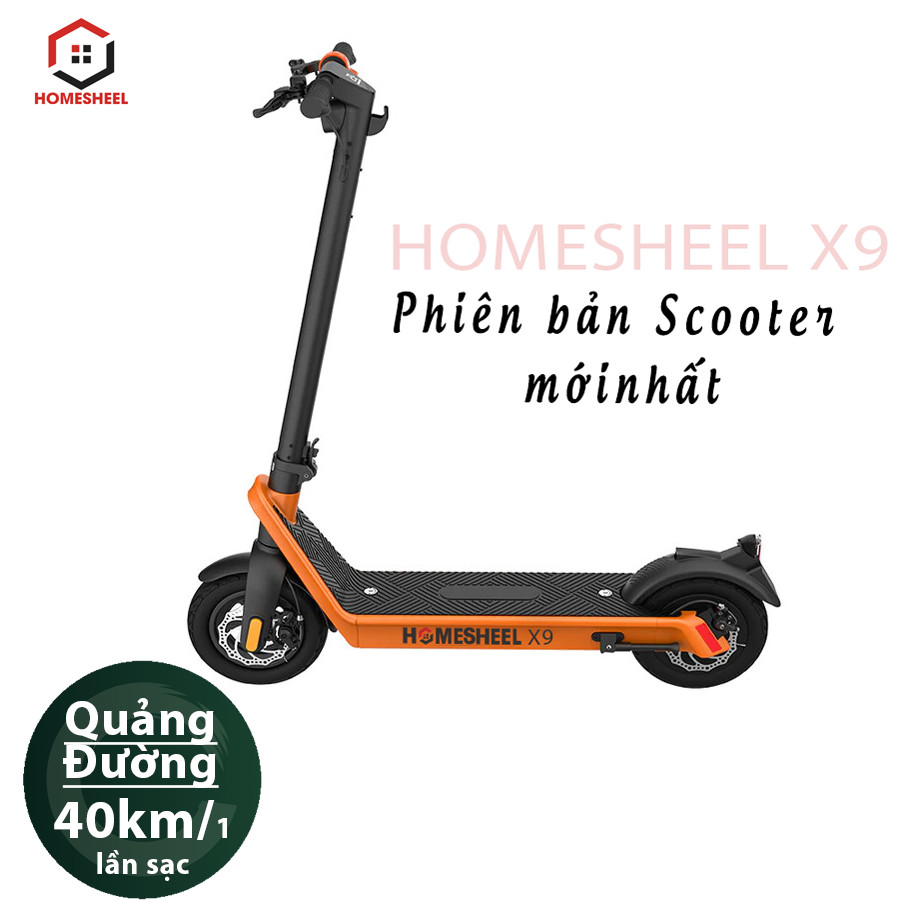 HOMESHEEL
HOMESHEEL X9
Phiên bản Scooter
mớinhất
HOMESHEEL X9
Quảng
Đường
40km/1
lần sạc